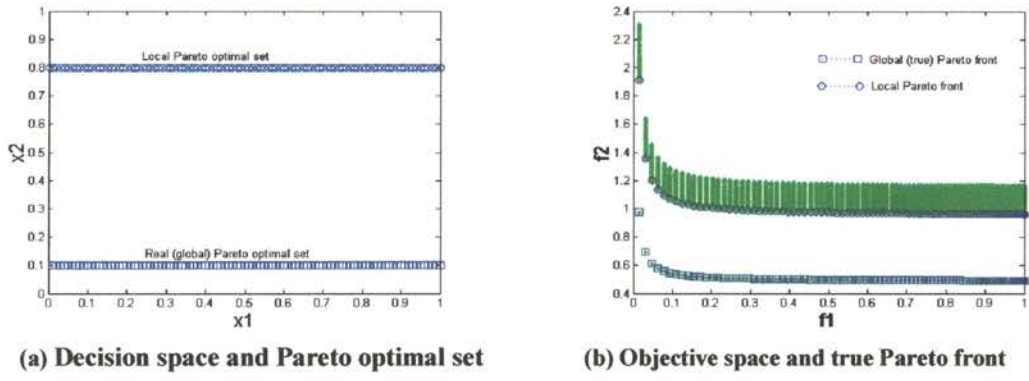 1
0.9
0.8
0.7
0.6
0.5
0.4
0.3
0.2
0.1
0
x2
Local Pareto optimal set
Real (global) Pareto optimal set
0 0.1 0.2 0.3 0.4 0.5 0.6 0.7 0.8 0.9 1
x1
(a) Decision space and Pareto optimal set
2.4
2.2
2
1.8
1.6
1.4
1.2
1
0.8
0.6
0.4
f2
Global (true) Pareto front
Local Pareto front
0 0.1 0.2 0.3 0.4 0.5 0.6 0.7 0.8 0.9 1
f1
(b) Objective space and true Pareto front